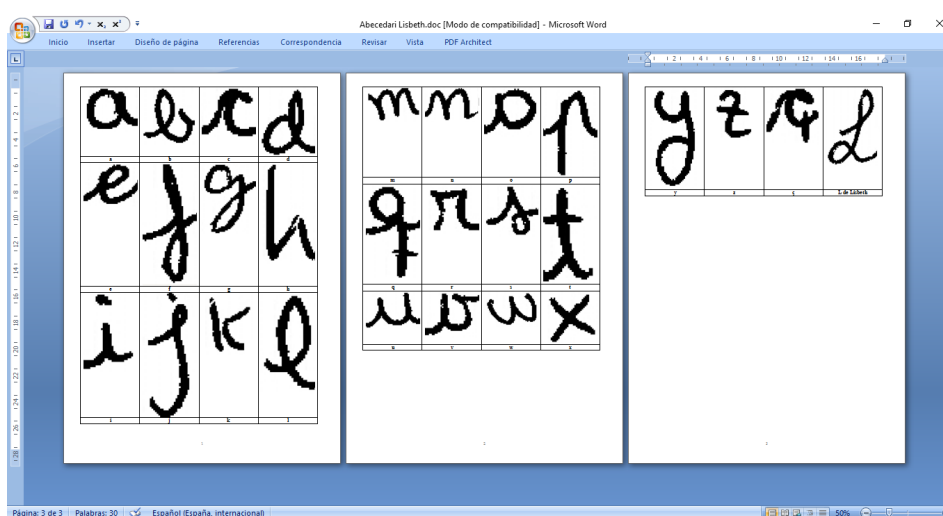 Abecedari Lisbeth.doc [Modo de compatibilidad] - Microsoft Word
Inicio Insertar Diseño de página Referencias Correspondencia Revisar Vista PDF Architect
a b c d
a b c d
e f g h
e f g h
i j k l
i j k l
m n o p
m n o p
q r s t
q r s t
u v w x
u v w x
y z ç L
y z ç L de Lisbeth
Página: 3 de 3 Palabras: 30 Español (España, internacional) 50%